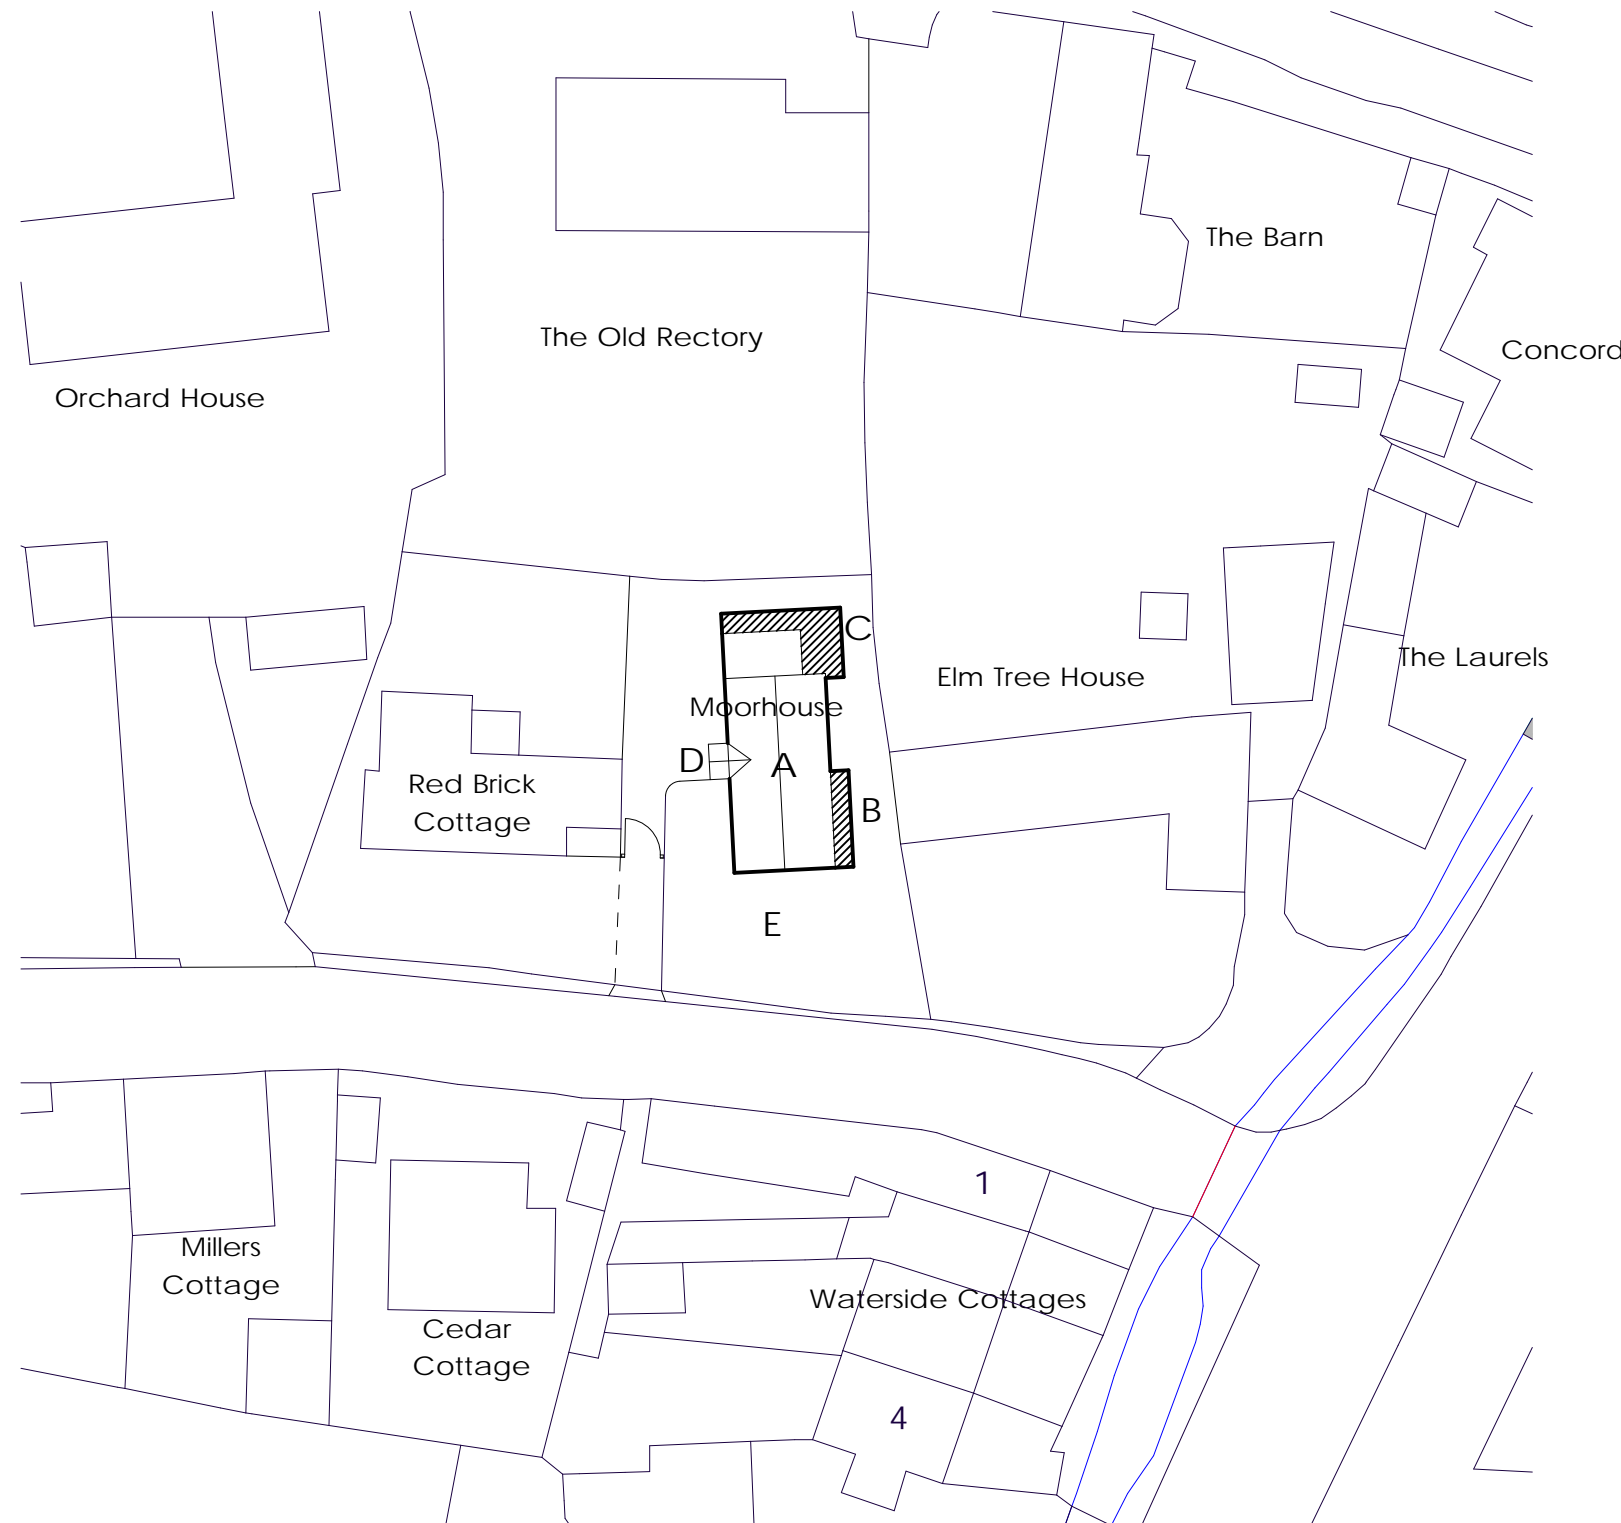 The Barn
The Old Rectory
Concord
Orchard House
C
The Laurels
Elm Tree House
Moorhouse
D
A
Red Brick
Cottage
B
E
1
Millers
Cottage
Waterside Cottages
Cedar
Cottage
4